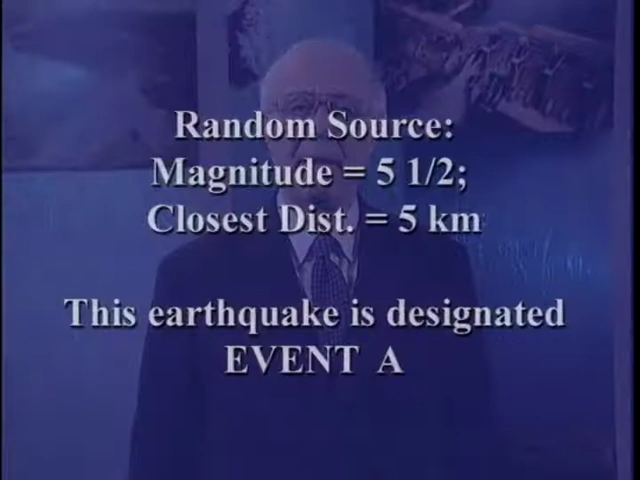 Random Source:
Magnitude = 5 1/2;
Closest Dist. = 5 km
This earthquake is designated
EVENT A